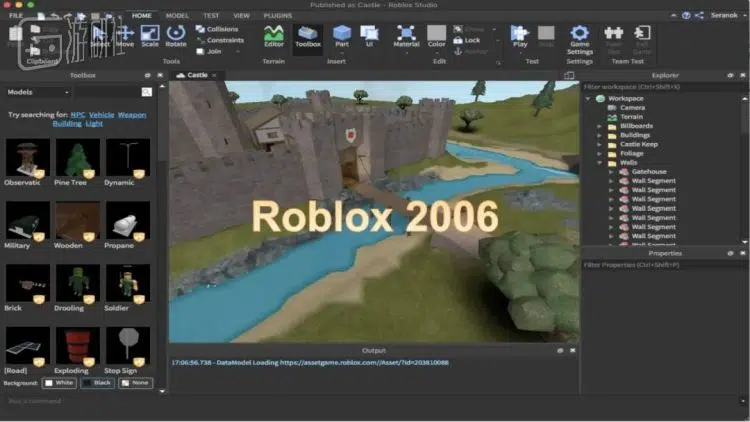 Published as Castle - Roblox Studio
HOME MODEL TEST VIEW PLUGINS
Seranok
Select Move Scale Rotate
Collisions
Constraints
Join
Editor Toolbox Part UI
Material Color
Lock
Anchor
Play
Game Settings
Team Test
Exit Game
Clipboard Tools Terrain Insert Edit Test Settings Team Test
Toolbox
Models
Try searching for: NPC Vehicle Weapon
Building Light
Observatic Pine Tree Dynamic
Military Wooden Propane
Brick Drooling Soldier
[Road] Exploding Stop Sign
Background: White Black None
Castle
Roblox 2006
Output
17:06:56.738 - DataModel Loading https://assetgame.roblox.com//Asset/?id=203810088
Explorer
Filter workspace (Ctrl+Shift+X)
Workspace
Camera
Terrain
Billboards
Buildings
Castle Keep
Foliage
Walls
Gatehouse
Wall Segment
Wall Segment
Wall Segment
Wall Segment
Wall Segment
Wall Segment
Wall Segment
Properties
Filter Properties (Ctrl+Shift+P)
Run a command